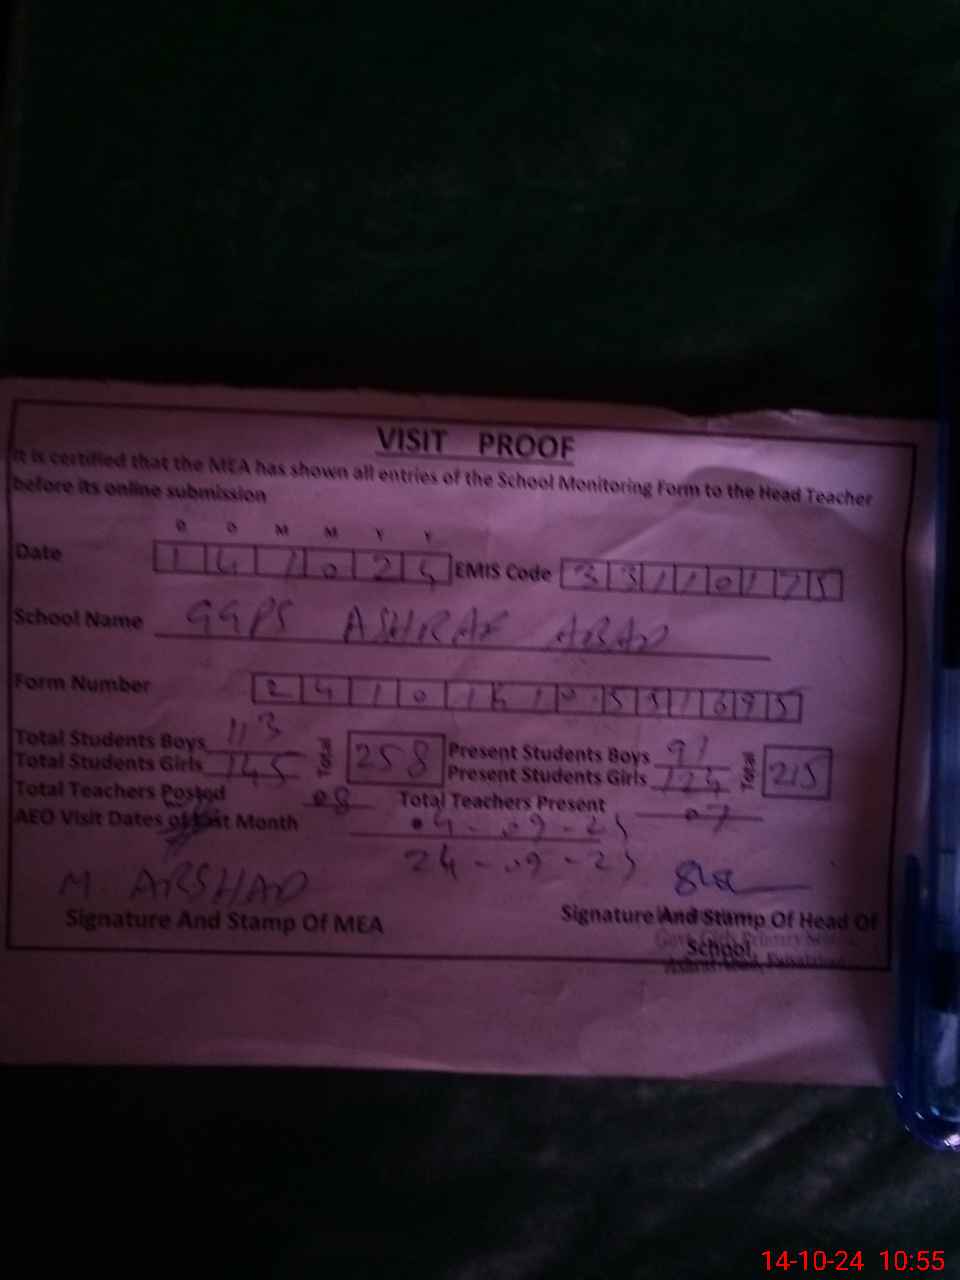 VISIT PROOF
It is certified that the MEA has shown all entries of the School Monitoring Form to the Head Teacher
before its online submission
D D M M Y Y
Date 1 4 1 0 2 4 EMIS Code 3 3 1 1 0 1 7 5
School Name GGPS ASHRAF ABAD
Form Number 2 4 1 0 1 4 1 0 5 5 1 6 9 5
Total Students Boys 113 Total 258 Present Students Boys 91 Total 215
Total Students Girls 145 Present Students Girls 124
Total Teachers Posted 08 Total Teachers Present 07
AEO Visit Dates of last Month 04-09-24
24-09-24
M. ARSHAD
Signature And Stamp Of MEA Signature And Stamp Of Head Of
School
Govt. Girls Primary
14-10-24 10:55